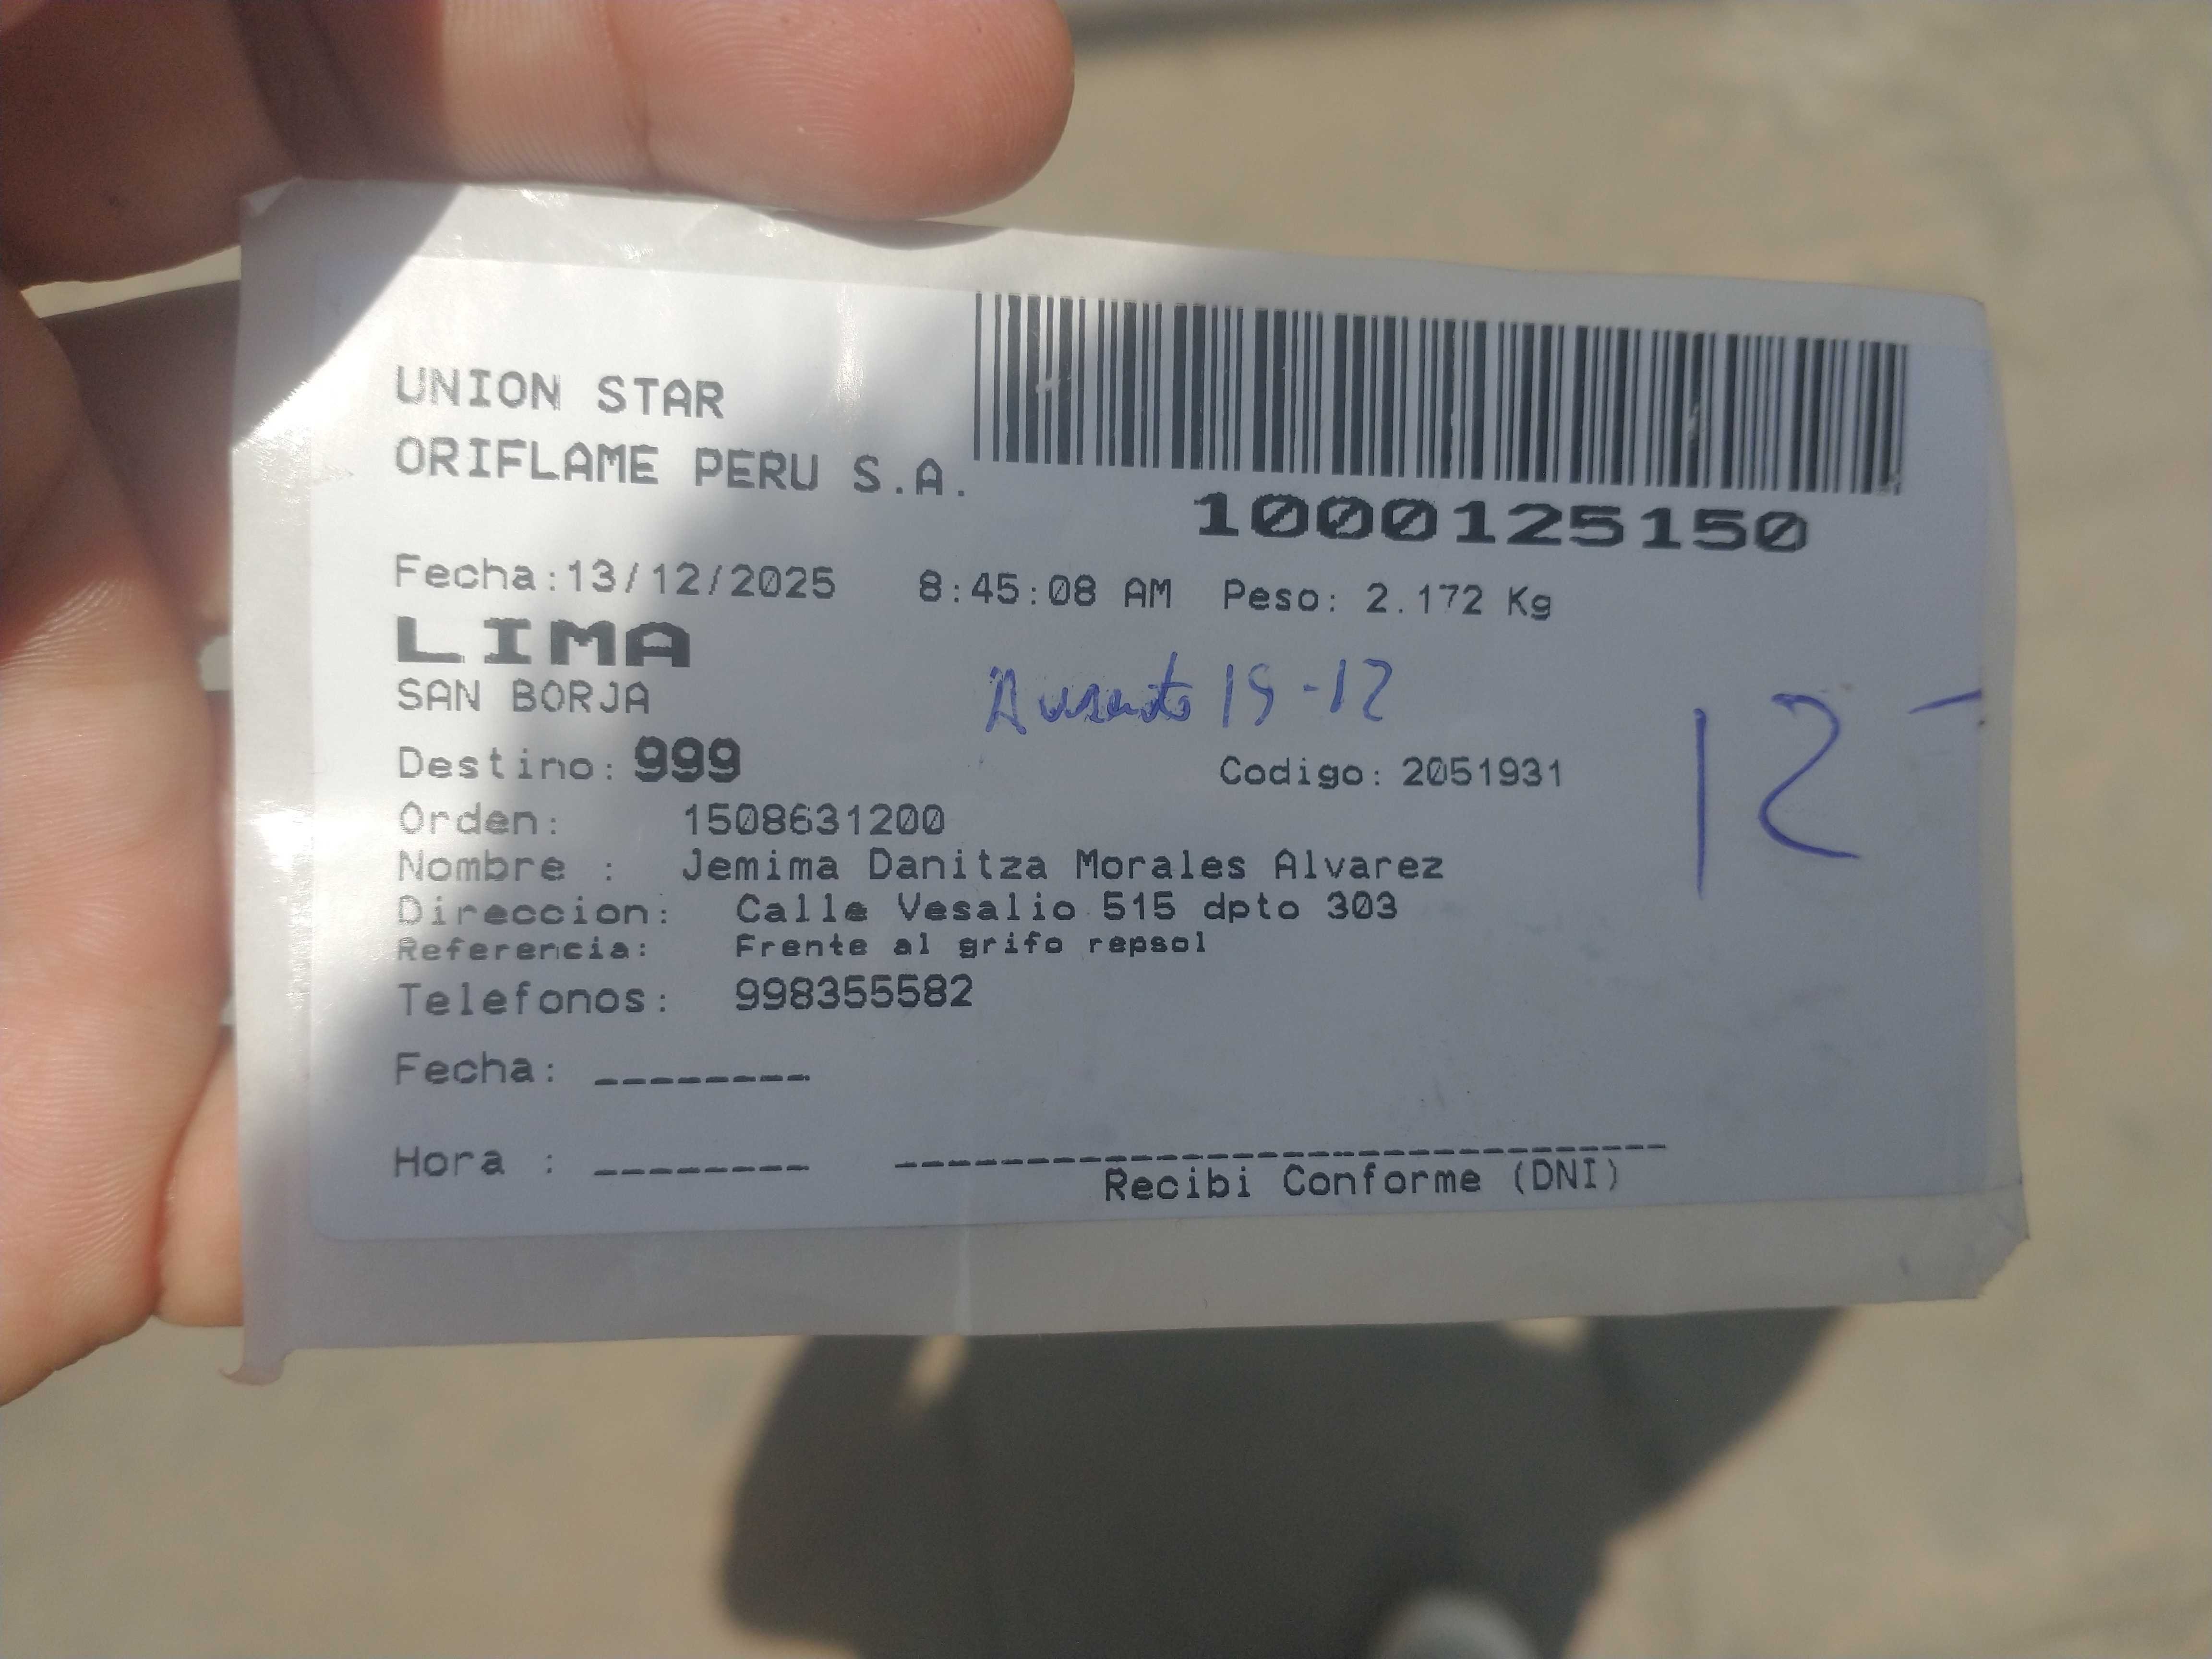 UNION STAR
ORIFLAME PERU S.A.
1000125150
Fecha:13/12/2025 8:45:08 AM Peso: 2.172 Kg
LIMA
SAN BORJA
Ausente 15-12
12 -
Destino: 999 Codigo: 2051931
Orden: 1508631200
Nombre : Jemima Danitza Morales Alvarez
Direccion: Calle Vesalio 515 dpto 303
Referencia: Frente al grifo repsol
Telefonos: 998355582
Fecha: --------
Hora : --------
Recibi Conforme (DNI)